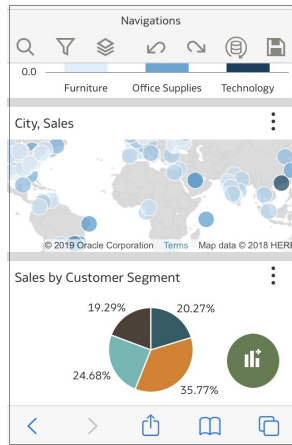 Navigations
0.0
Furniture Office Supplies Technology
City, Sales
© 2019 Oracle Corporation Terms Map data © 2018 HERE
Sales by Customer Segment
19.29% 20.27%
24.68% 35.77%